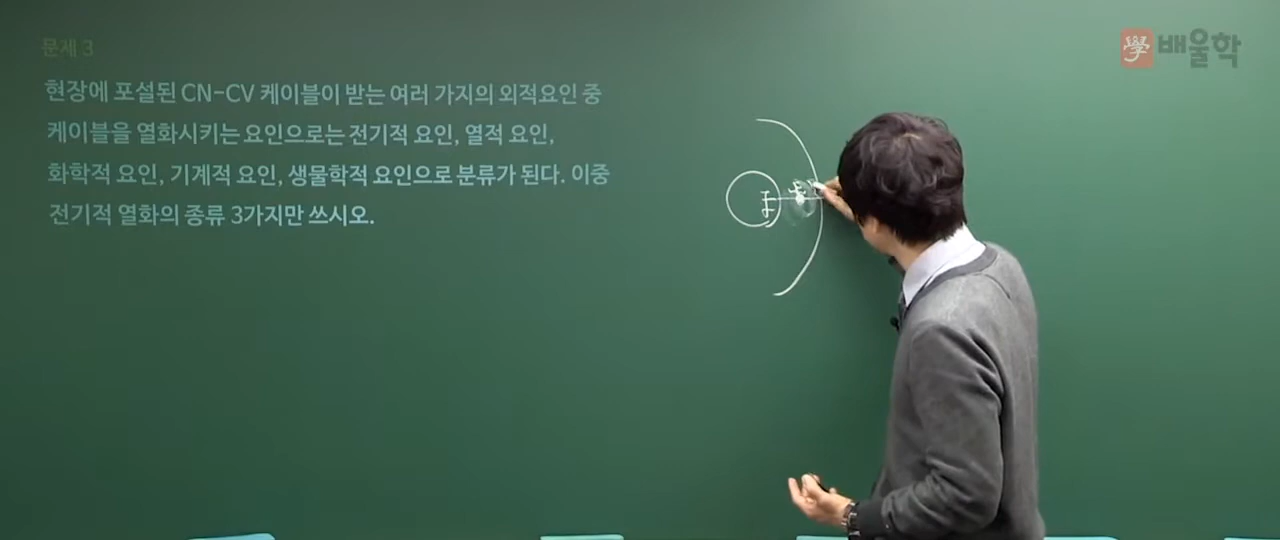 문제 3
學 배울학
현장에 포설된 CN-CV 케이블이 받는 여러 가지의 외적요인 중
케이블을 열화시키는 요인으로는 전기적 요인, 열적 요인,
화학적 요인, 기계적 요인, 생물학적 요인으로 분류가 된다. 이중
전기적 열화의 종류 3가지만 쓰시오.